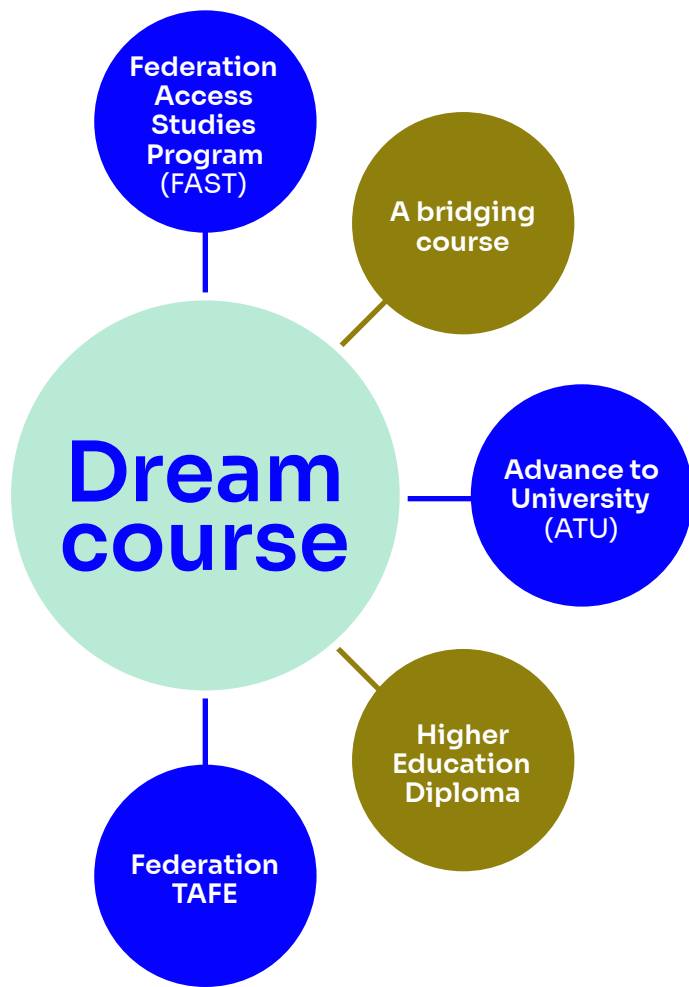 Federation
Access
Studies
Program
(FAST)
A bridging
course
Dream
course
Advance to
University
(ATU)
Higher
Education
Diploma
Federation
TAFE